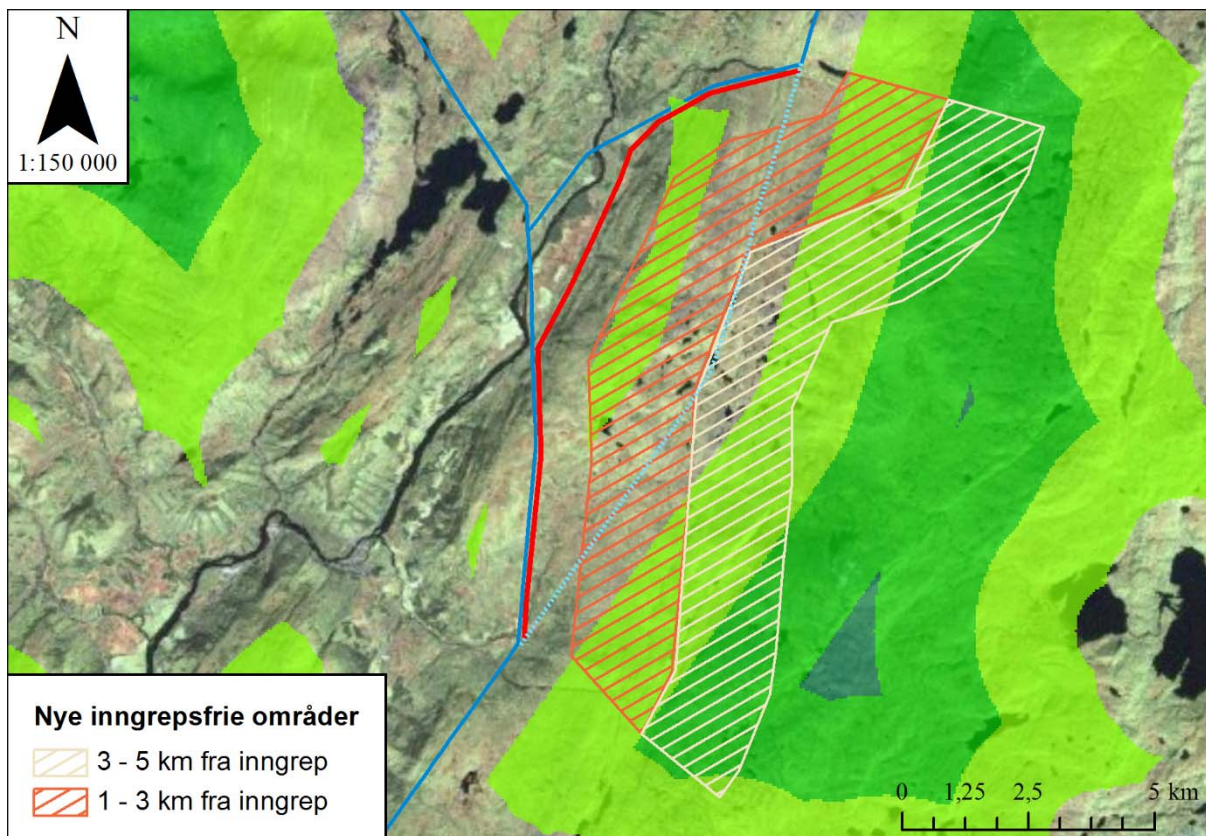 N
1:150 000
Nye inngrepsfrie områder
3 - 5 km fra inngrep
1 - 3 km fra inngrep
0 1,25 2,5 5 km